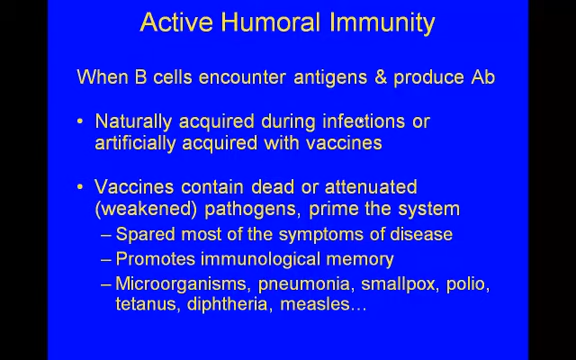 Active Humoral Immunity
When B cells encounter antigens & produce Ab
• Naturally acquired during infections or
artificially acquired with vaccines
• Vaccines contain dead or attenuated
(weakened) pathogens, prime the system
– Spared most of the symptoms of disease
– Promotes immunological memory
– Microorganisms, pneumonia, smallpox, polio,
tetanus, diphtheria, measles…